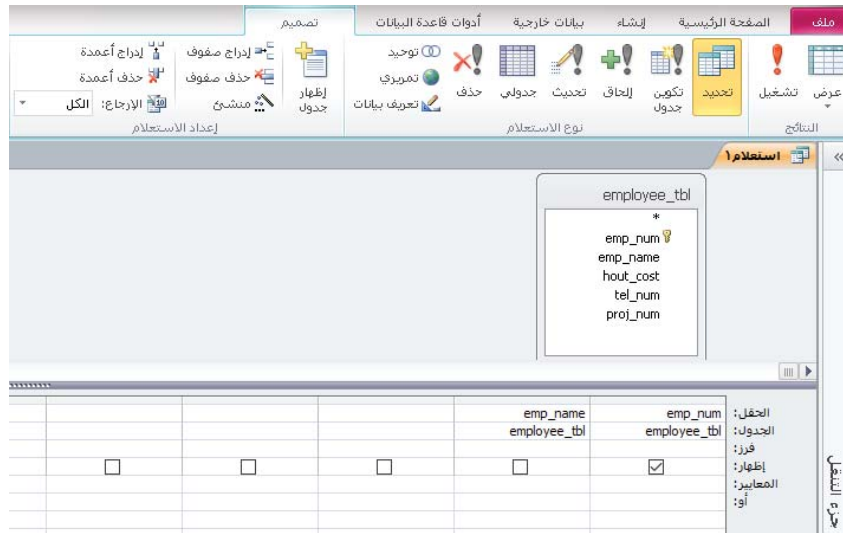 ملف الصفحة الرئيسية إنشاء بيانات خارجية أدوات قاعدة البيانات تصميم
عرض تشغيل تحديد تكوين جدول إلحاق تحديث جدولي حذف
توحيد
تمريري
تعريف بيانات
إظهار جدول
إدراج صفوف
حذف صفوف
منشئ
إدراج أعمدة
حذف أعمدة
الإرجاع: الكل
النتائج نوع الاستعلام إعداد الاستعلام
استعلام١
employee_tbl
*
emp_num
emp_name
hout_cost
tel_num
proj_num
الحقل: emp_num emp_name
الجدول: employee_tbl employee_tbl
فرز:
إظهار:
المعايير:
أو:
جزء التنقل